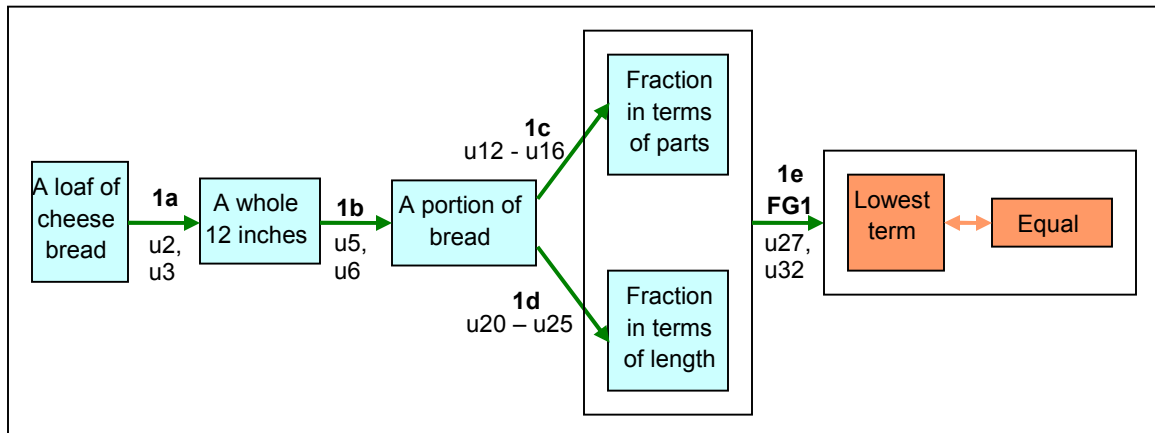 A loaf of
cheese
bread
1a
u2,
u3
A whole
12 inches
1b
u5,
u6
A portion of
bread
1c
u12 - u16
1d
u20 – u25
Fraction
in terms
of parts
Fraction
in terms
of length
1e
FG1
u27,
u32
Lowest
term
Equal